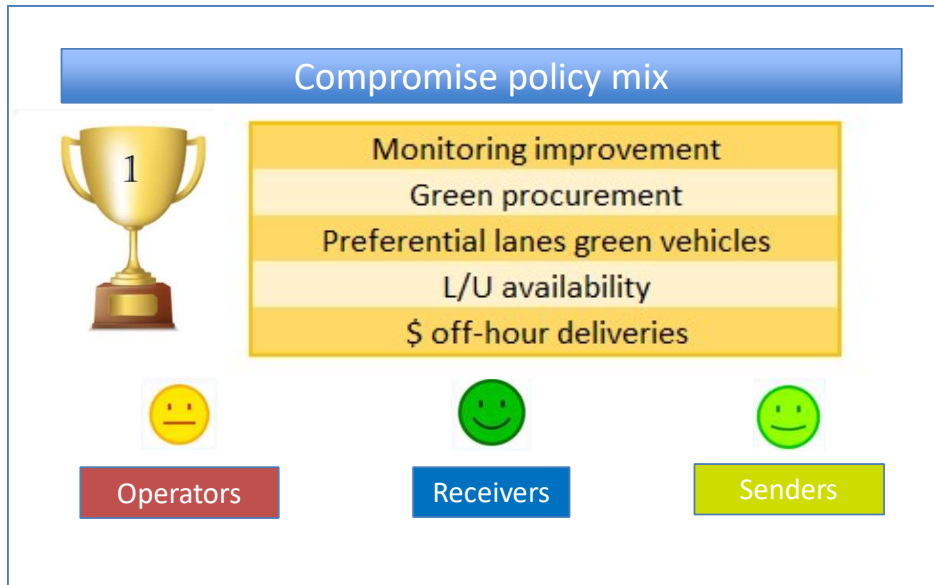 Compromise policy mix
1
Monitoring improvement
Green procurement
Preferential lanes green vehicles
L/U availability
$ off-hour deliveries
Operators
Receivers
Senders